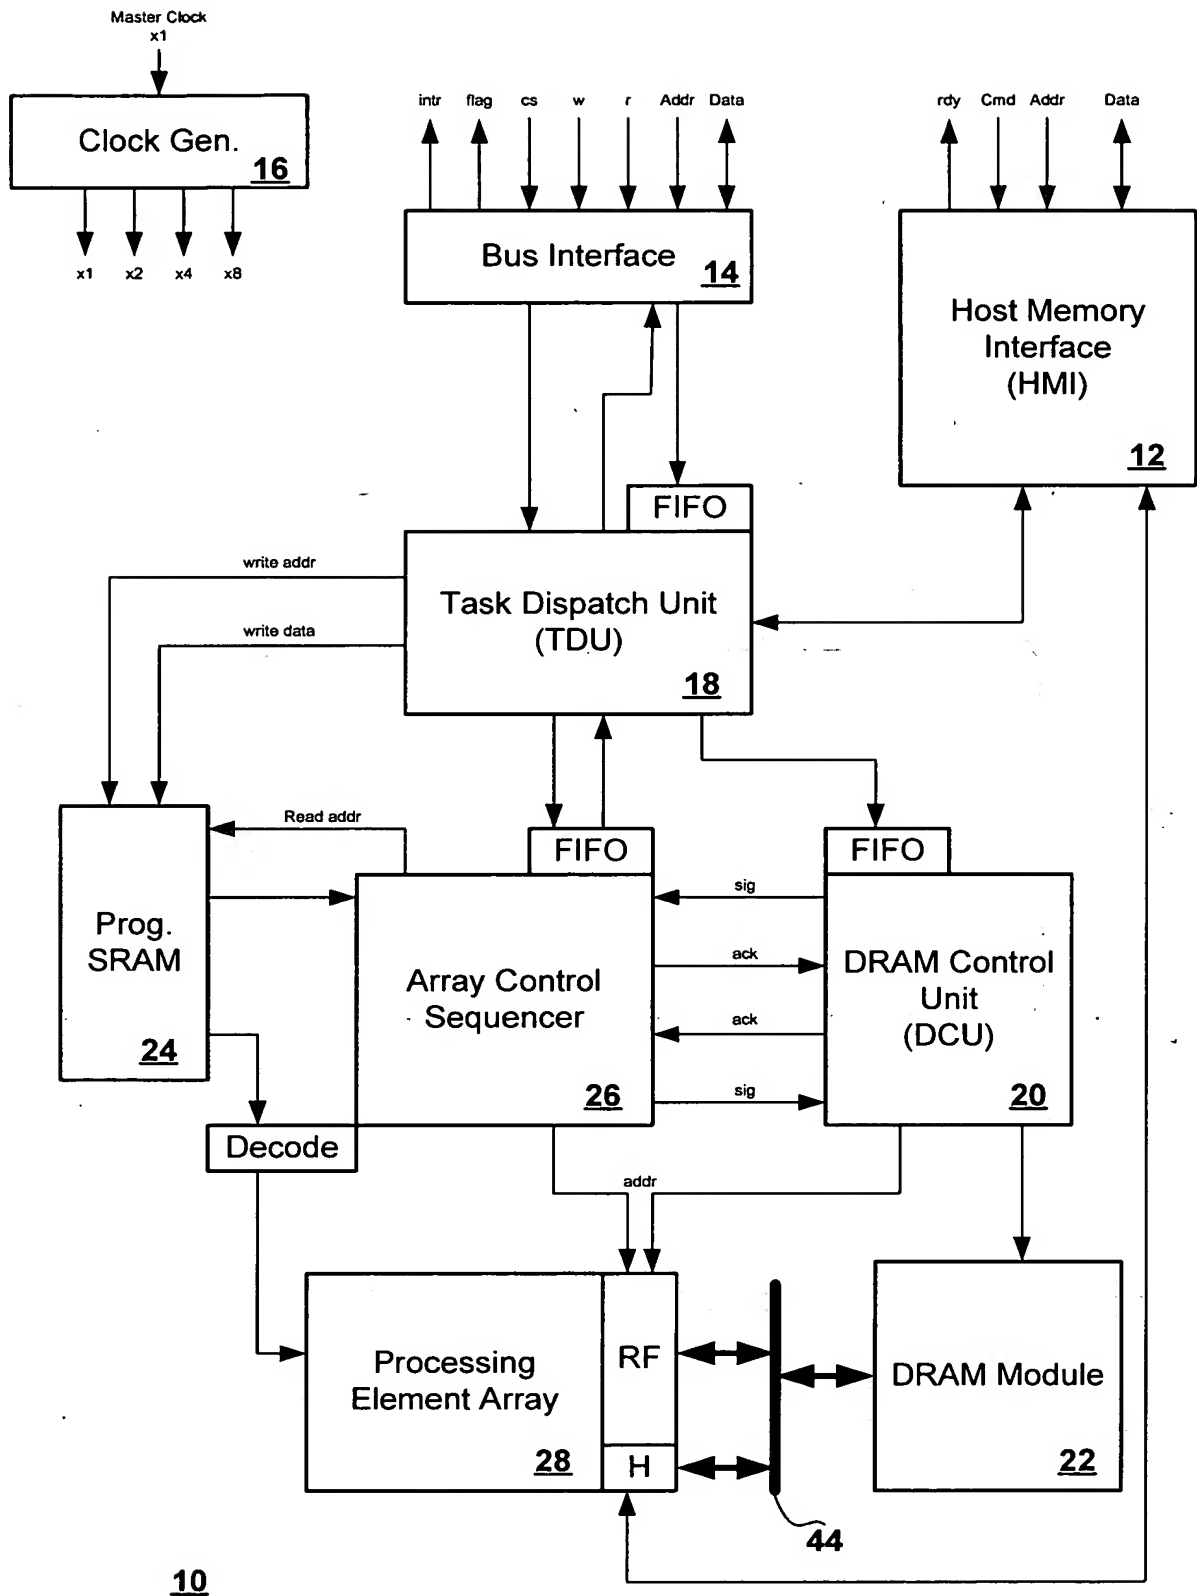 Master Clock
x1
Clock Gen.
16
x1 x2 x4 x8
intr flag cs w r Addr Data
Bus Interface
14
rdy Cmd Addr Data
Host Memory
Interface
(HMI)
12
FIFO
Task Dispatch Unit
(TDU)
18
write addr
write data
Prog.
SRAM
24
Read addr
FIFO
Array Control
Sequencer
26
sig
ack
ack
sig
FIFO
DRAM Control
Unit
(DCU)
20
Decode
addr
Processing
Element Array
28
RF
H
44
DRAM Module
22
10